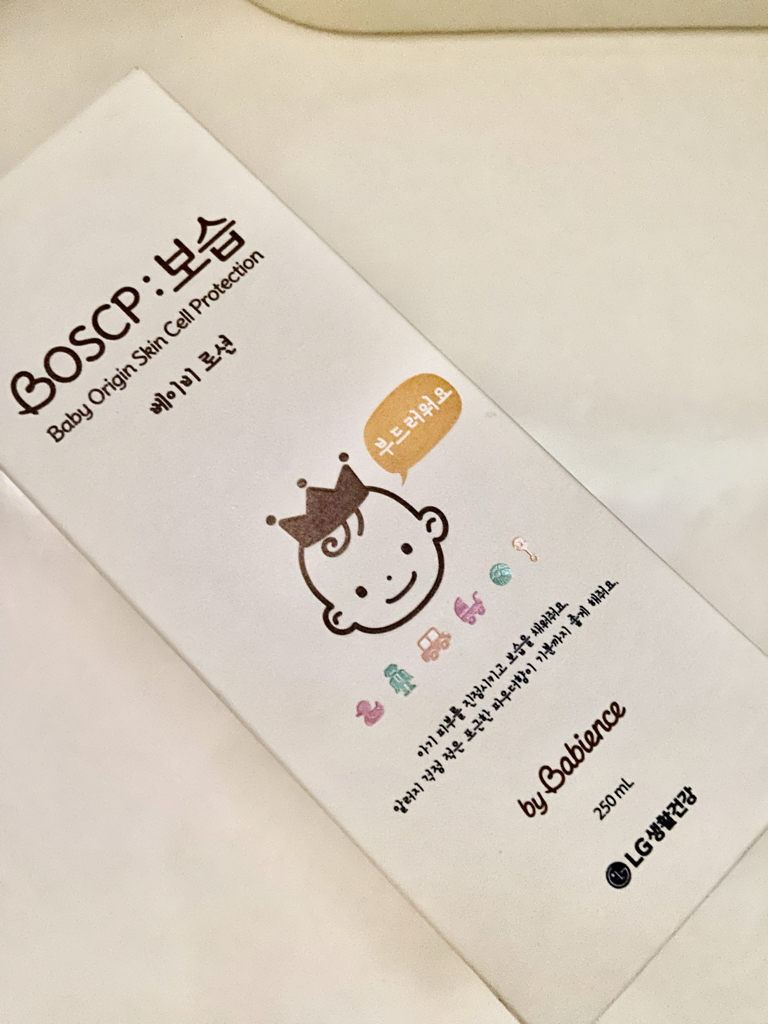 BOSCP:보습
Baby Origin Skin Cell Protection
베이비 로션
부드러워요
아기 피부를 진정시키고 보습을 채워줘요.
알러지 걱정 적은 포근한 파우더향이 기분까지 좋게 해줘요.
by Babience
250 mL
LG생활건강